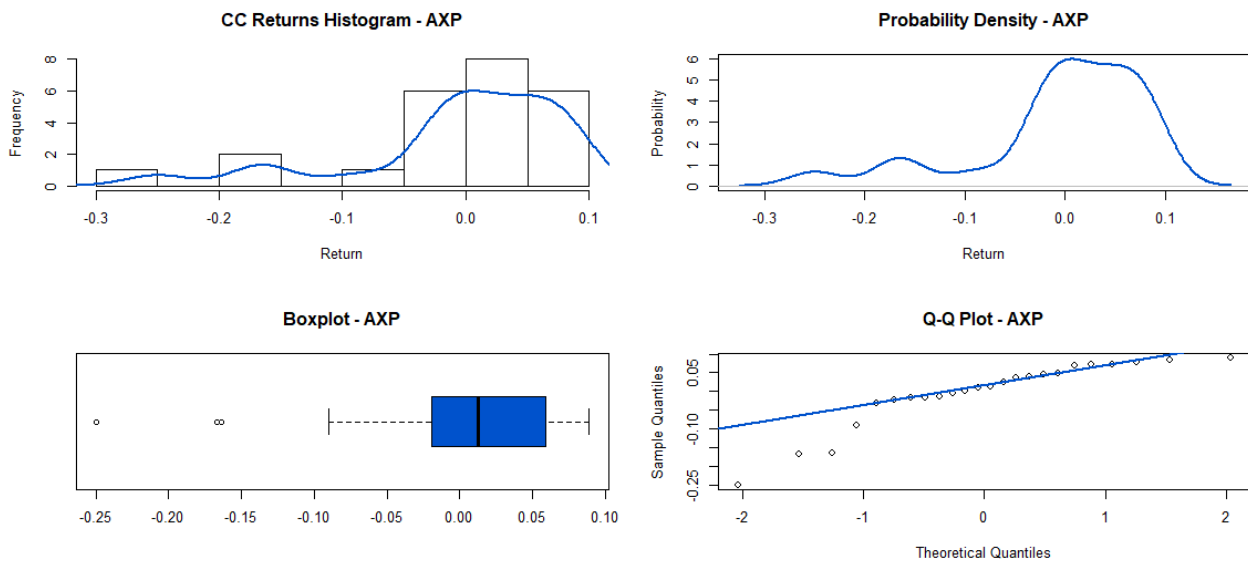 CC Returns Histogram - AXP
Frequency
8
6
4
2
0
-0.3 -0.2 -0.1 0.0 0.1
Return
Probability Density - AXP
Probability
6
5
4
3
2
1
0
-0.3 -0.2 -0.1 0.0 0.1
Return
Boxplot - AXP
-0.25 -0.20 -0.15 -0.10 -0.05 0.00 0.05 0.10
Q-Q Plot - AXP
Sample Quantiles
0.05
-0.10
-0.25
-2 -1 0 1 2
Theoretical Quantiles